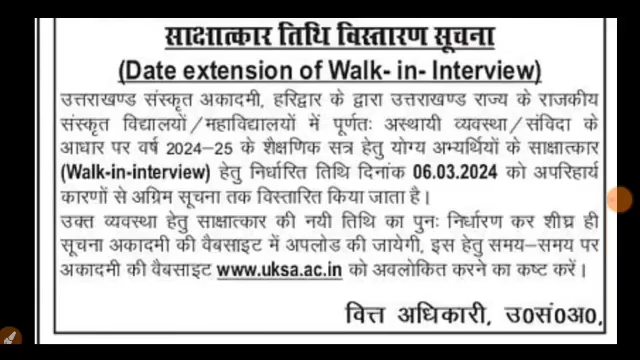 साक्षात्कार तिथि विस्तारण सूचना
(Date extension of Walk- in- Interview)
उत्तराखण्ड संस्कृत अकादमी, हरिद्वार के द्वारा उत्तराखण्ड राज्य के राजकीय
संस्कृत विद्यालयों/महाविद्यालयों में पूर्णतः अस्थायी व्यवस्था/संविदा के
आधार पर वर्ष 2024-25 के शैक्षणिक सत्र हेतु योग्य अभ्यर्थियों के साक्षात्कार
(Walk-in-interview) हेतु निर्धारित तिथि दिनांक 06.03.2024 को अपरिहार्य
कारणों से अग्रिम सूचना तक विस्तारित किया जाता है।
उक्त व्यवस्था हेतु साक्षात्कार की नयी तिथि का पुनः निर्धारण कर शीघ्र ही
सूचना अकादमी की वैबसाइट में अपलोड की जायेगी, इस हेतु समय-समय पर
अकादमी की वैबसाइट www.uksa.ac.in को अवलोकित करने का कष्ट करें।
वित्त अधिकारी, उ0सं0अ0,